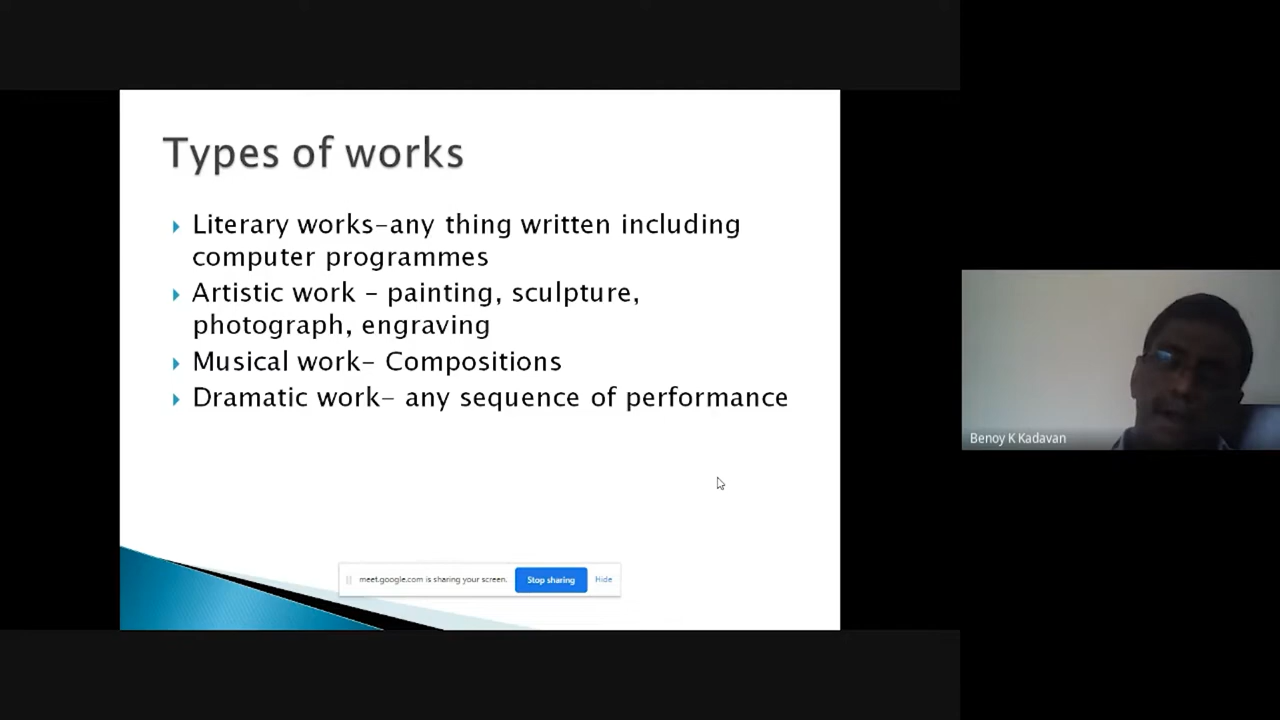 Types of works
Literary works-any thing written including
computer programmes
Artistic work - painting, sculpture,
photograph, engraving
Musical work- Compositions
Dramatic work- any sequence of performance
meet.google.com is sharing your screen. Stop sharing Hide
Benoy K Kadavan